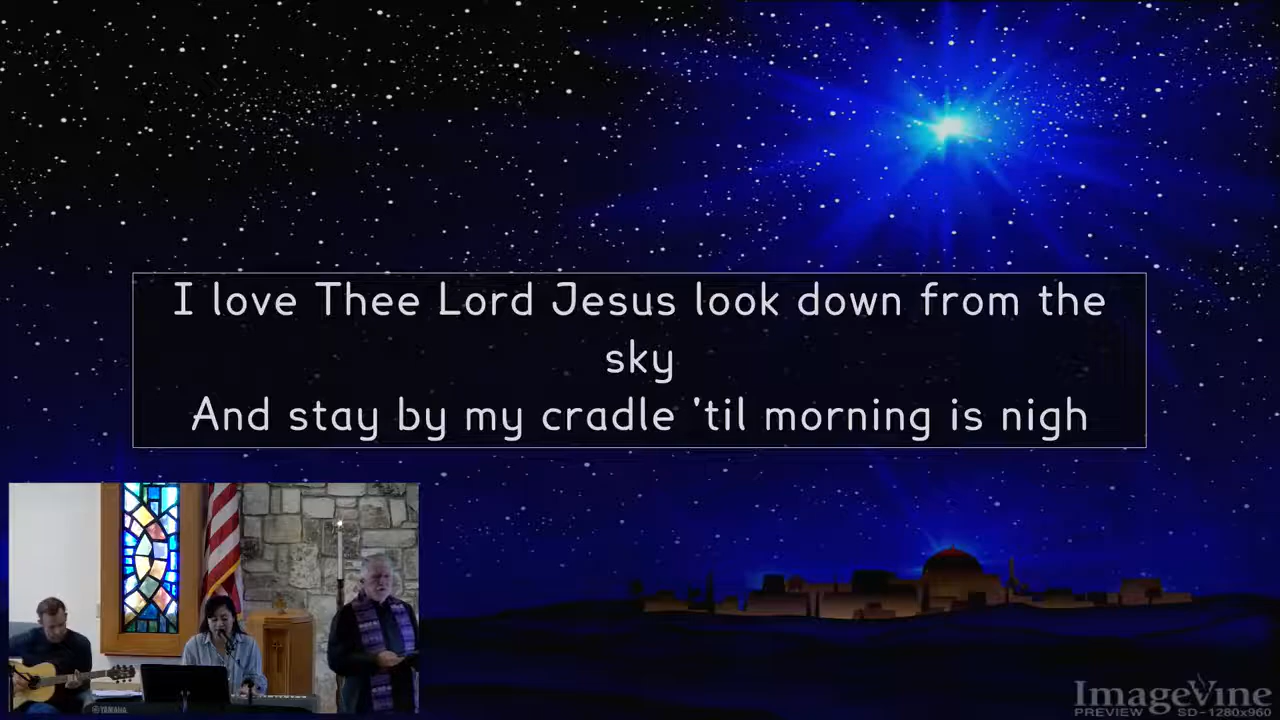 I love Thee Lord Jesus look down from the
sky
And stay by my cradle 'til morning is nigh
YAMAHA
ImageVine
PREVIEW SD-1280x960